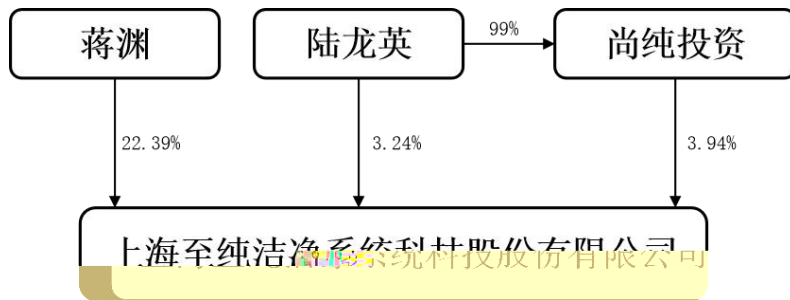 蒋渊
陆龙英
尚纯投资
99%
22.39%
3.24%
3.94%
上海至纯洁净系统科技股份有限公司